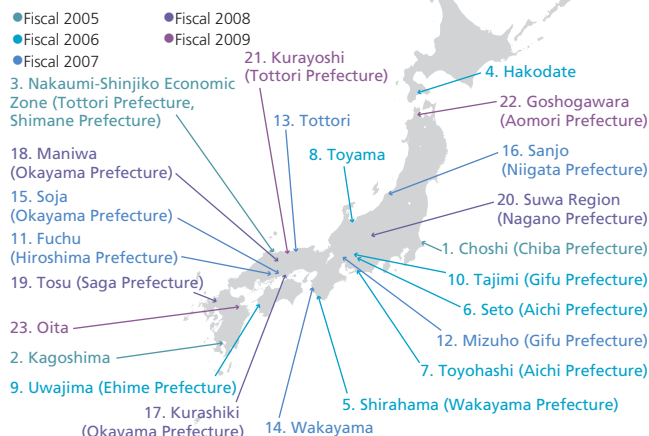 Fiscal 2005
Fiscal 2006
Fiscal 2007
Fiscal 2008
Fiscal 2009
21. Kurayoshi
(Tottori Prefecture)
3. Nakaumi-Shinjiko Economic
Zone (Tottori Prefecture,
Shimane Prefecture)
13. Tottori
8. Toyama
18. Maniwa
(Okayama Prefecture)
15. Soja
(Okayama Prefecture)
11. Fuchu
(Hiroshima Prefecture)
19. Tosu (Saga Prefecture)
23. Oita
2. Kagoshima
9. Uwajima (Ehime Prefecture)
17. Kurashiki
(Okayama Prefecture)
14. Wakayama
4. Hakodate
22. Goshogawara
(Aomori Prefecture)
16. Sanjo
(Niigata Prefecture)
20. Suwa Region
(Nagano Prefecture)
1. Choshi (Chiba Prefecture)
10. Tajimi (Gifu Prefecture)
6. Seto (Aichi Prefecture)
12. Mizuho (Gifu Prefecture)
7. Toyohashi (Aichi Prefecture)
5. Shirahama (Wakayama Prefecture)